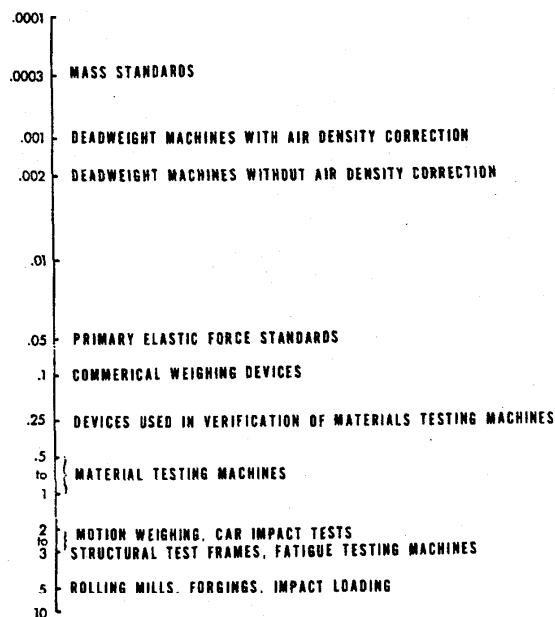 .0001
.0003 MASS STANDARDS
.001 DEADWEIGHT MACHINES WITH AIR DENSITY CORRECTION
.002 DEADWEIGHT MACHINES WITHOUT AIR DENSITY CORRECTION
.01
.05 PRIMARY ELASTIC FORCE STANDARDS
.1 COMMERICAL WEIGHING DEVICES
.25 DEVICES USED IN VERIFICATION OF MATERIALS TESTING MACHINES
.5
to MATERIAL TESTING MACHINES
1
2 MOTION WEIGHING, CAR IMPACT TESTS
to
3 STRUCTURAL TEST FRAMES, FATIGUE TESTING MACHINES
5 ROLLING MILLS. FORGINGS. IMPACT LOADING
10